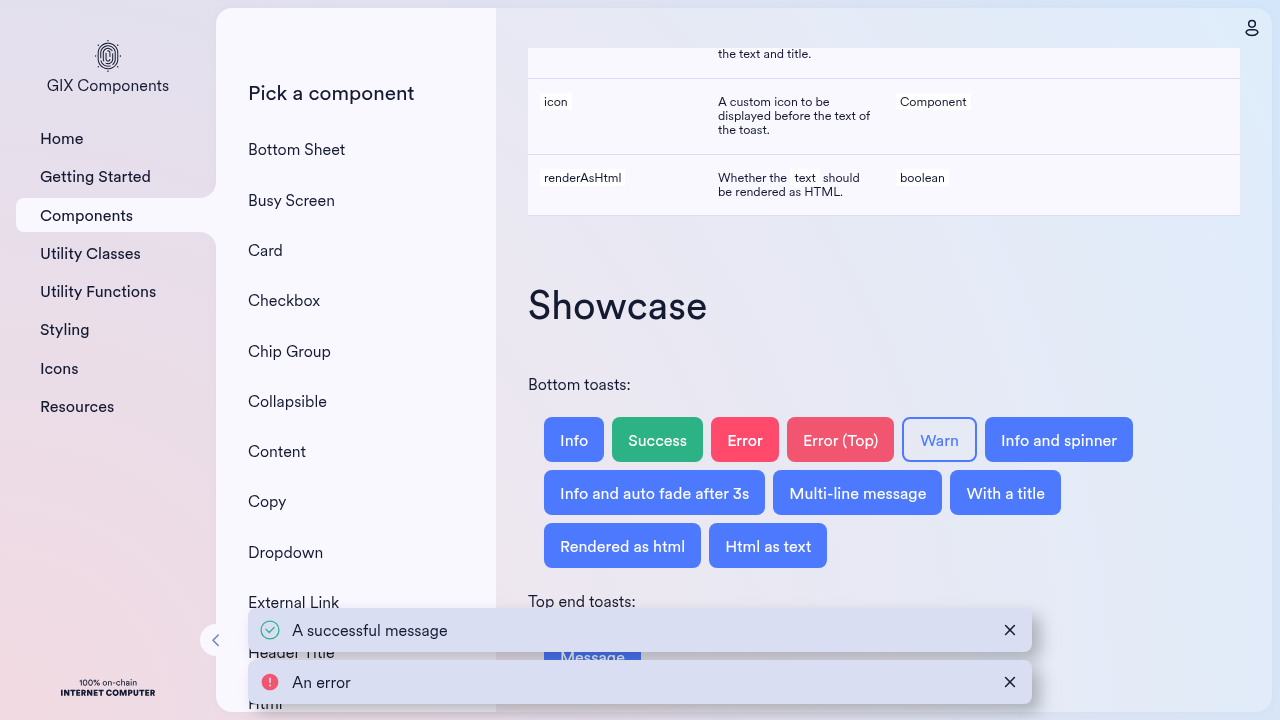 GIX Components
Home
Getting Started
Components
Utility Classes
Utility Functions
Styling
Icons
Resources
100% on-chain
INTERNET COMPUTER
Pick a component
Bottom Sheet
Busy Screen
Card
Checkbox
Chip Group
Collapsible
Content
Copy
Dropdown
External Link
Header Title
Html
the text and title.
icon
A custom icon to be
displayed before the text of
the toast.
Component
renderAsHtml
Whether the text should
be rendered as HTML.
boolean
Showcase
Bottom toasts:
Info Success Error Error (Top) Warn Info and spinner
Info and auto fade after 3s Multi-line message With a title
Rendered as html Html as text
Top end toasts:
Message
A successful message
An error